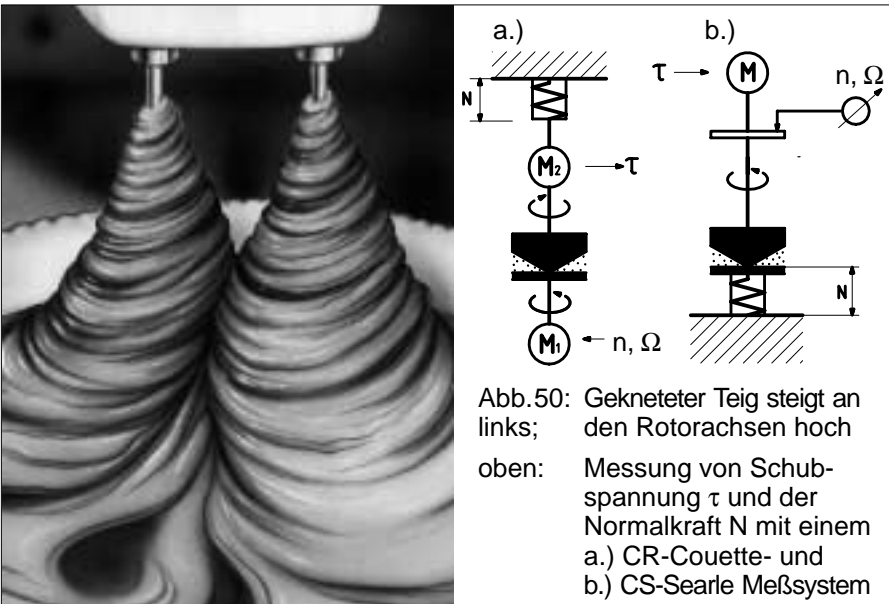 a.)
b.)
τ
M
n, Ω
N
M₂
τ
N
M₁
n, Ω
Abb.50: Gekneteter Teig steigt an
links; den Rotorachsen hoch
oben: Messung von Schub-
spannung τ und der
Normalkraft N mit einem
a.) CR-Couette- und
b.) CS-Searle Meßsystem